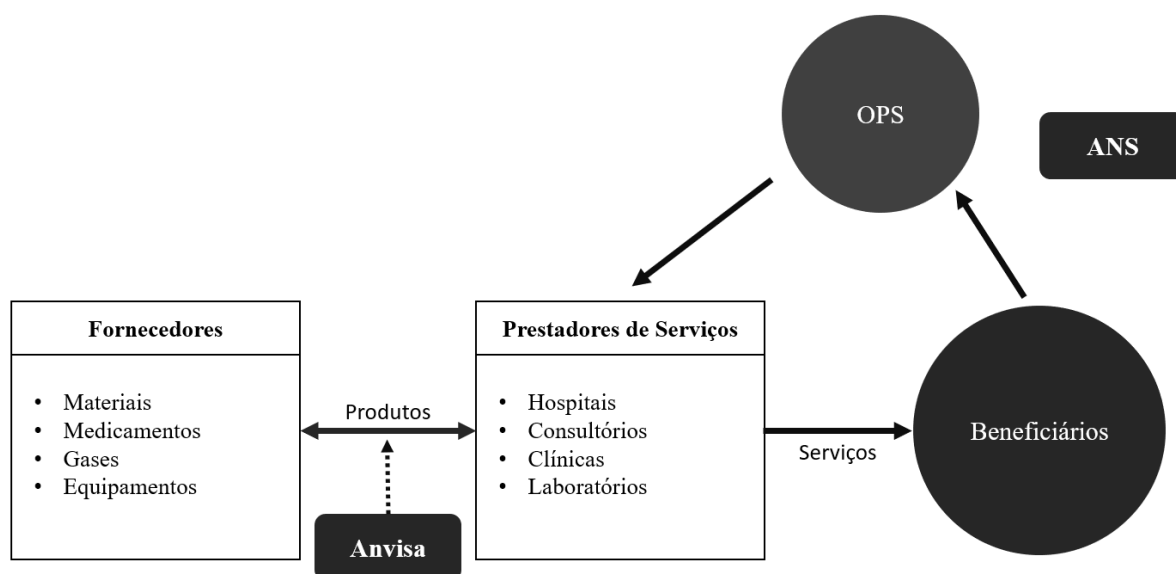 OPS
ANS
Fornecedores
• Materiais
• Medicamentos
• Gases
• Equipamentos
Produtos
Anvisa
Prestadores de Serviços
• Hospitais
• Consultórios
• Clínicas
• Laboratórios
Serviços
Beneficiários